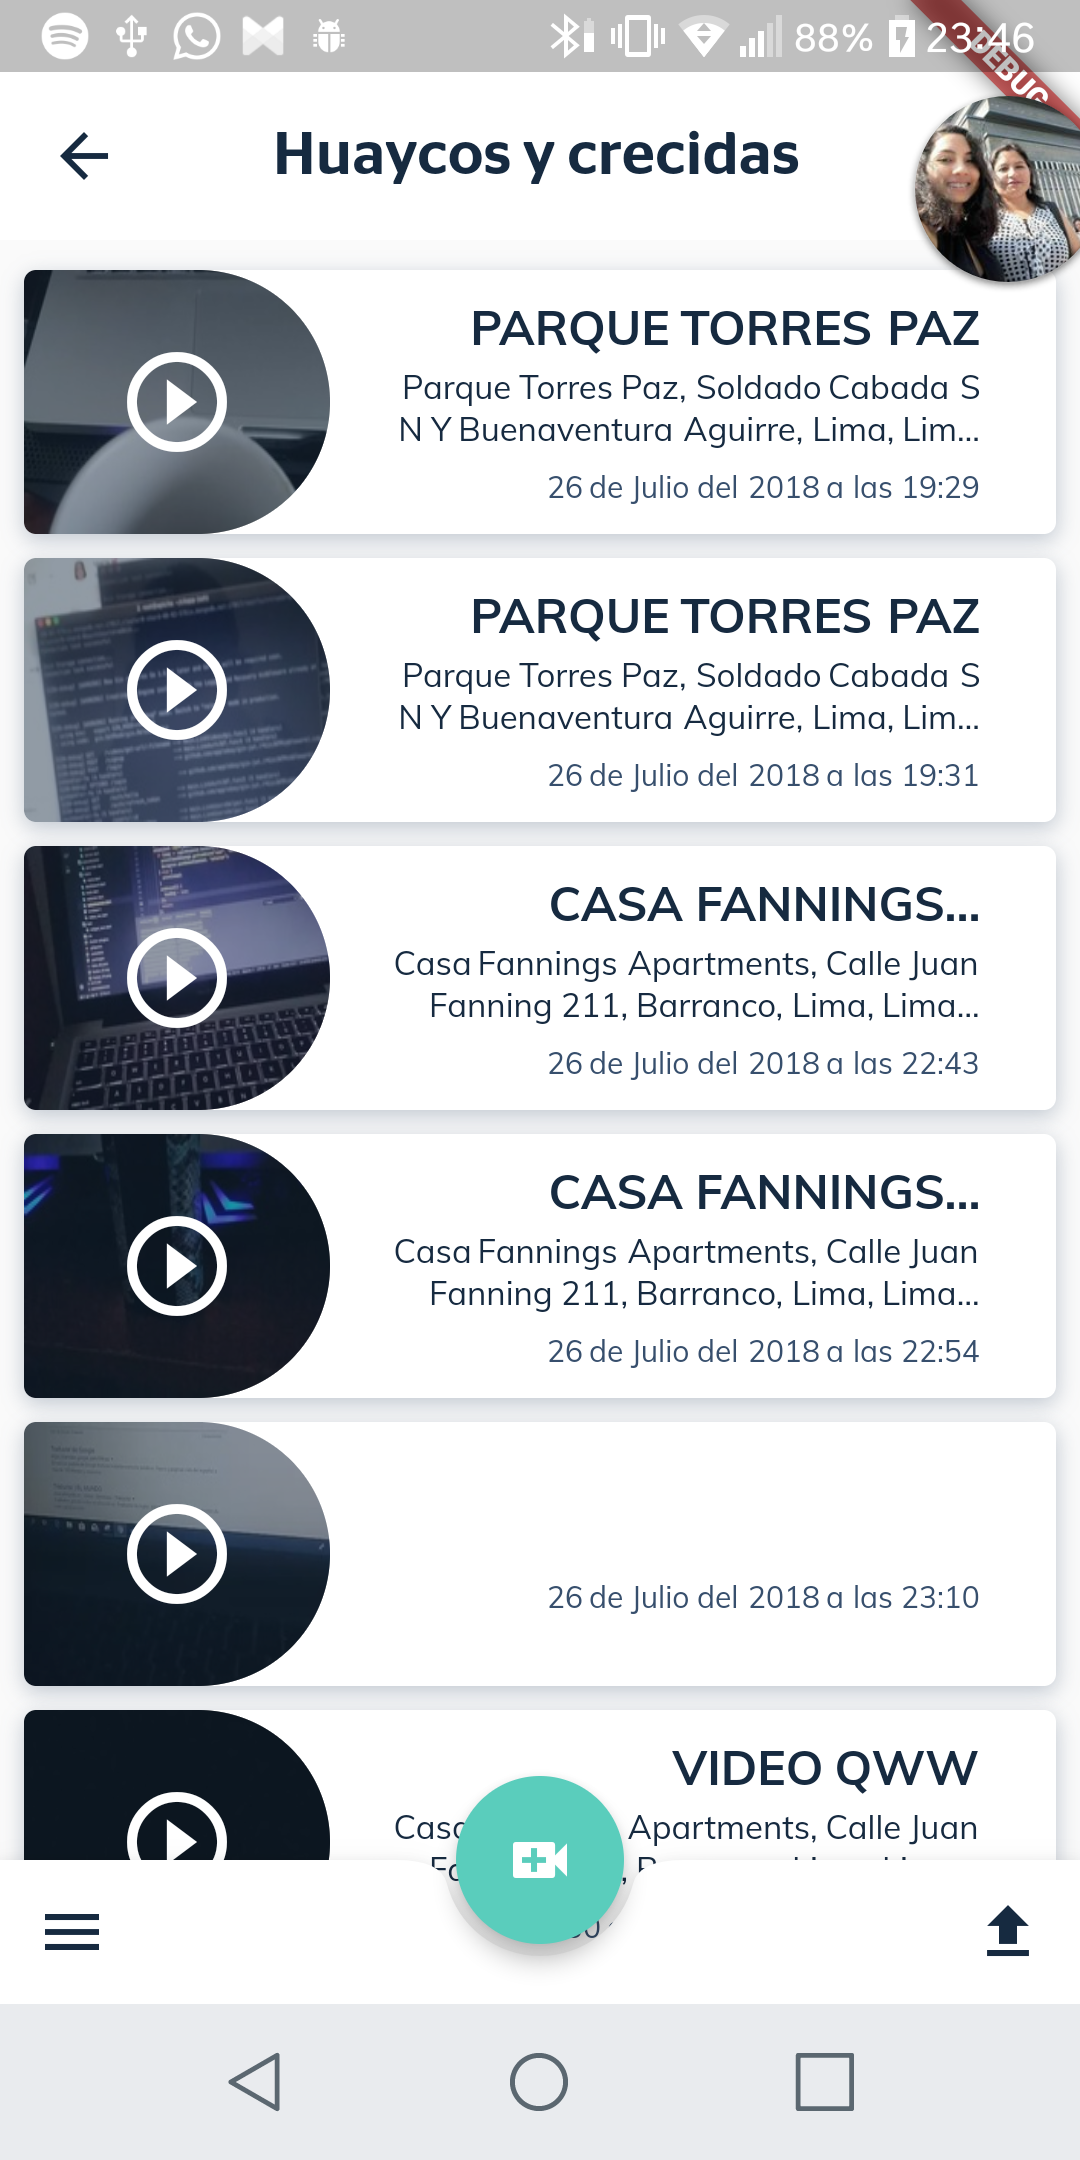 88% 23:46
DEBUG
Huaycos y crecidas
PARQUE TORRES PAZ
Parque Torres Paz, Soldado Cabada S
N Y Buenaventura Aguirre, Lima, Lim...
26 de Julio del 2018 a las 19:29
PARQUE TORRES PAZ
Parque Torres Paz, Soldado Cabada S
N Y Buenaventura Aguirre, Lima, Lim...
26 de Julio del 2018 a las 19:31
CASA FANNINGS...
Casa Fannings Apartments, Calle Juan
Fanning 211, Barranco, Lima, Lima...
26 de Julio del 2018 a las 22:43
CASA FANNINGS...
Casa Fannings Apartments, Calle Juan
Fanning 211, Barranco, Lima, Lima...
26 de Julio del 2018 a las 22:54
26 de Julio del 2018 a las 23:10
VIDEO QWW
Apartments, Calle Juan